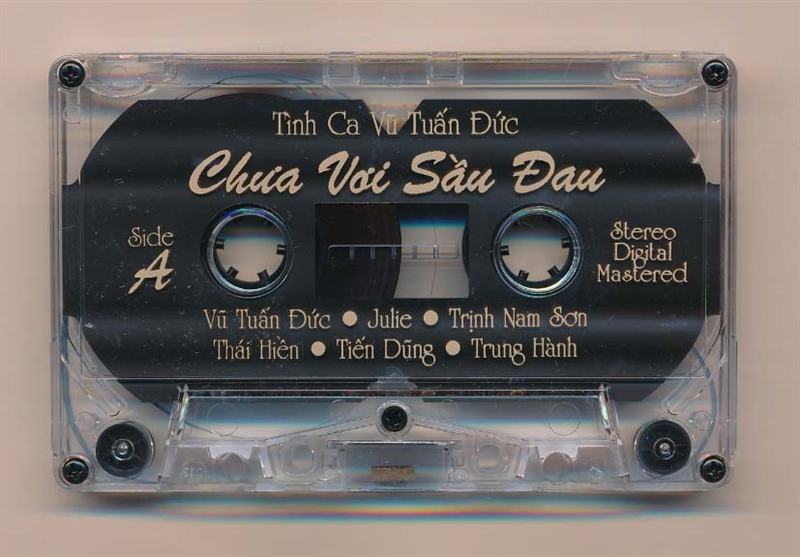 Tình Ca Vũ Tuấn Đức
Chưa Vơi Sầu Đau
Side
A
Stereo
Digital
Mastered
Vũ Tuấn Đức ● Julie ● Trịnh Nam Sơn
Thái Hiền ● Tiến Dũng ● Trung Hành